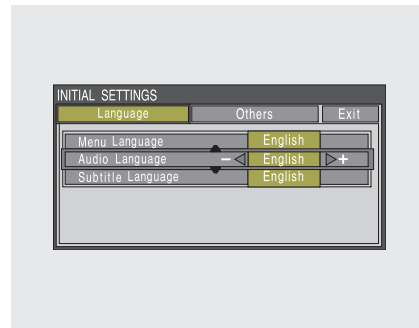 INITIAL SETTINGS
Language Others Exit
Menu Language English
Audio Language − ◁ English ▷ +
Subtitle Language English